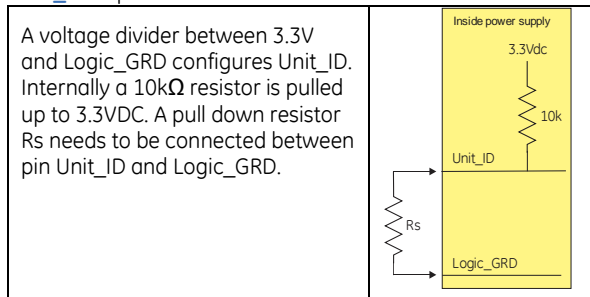 A voltage divider between 3.3V
and Logic_GRD configures Unit_ID.
Internally a 10kΩ resistor is pulled
up to 3.3VDC. A pull down resistor
Rs needs to be connected between
pin Unit_ID and Logic_GRD.
Inside power supply
3.3Vdc
10k
Unit_ID
Rs
Logic_GRD